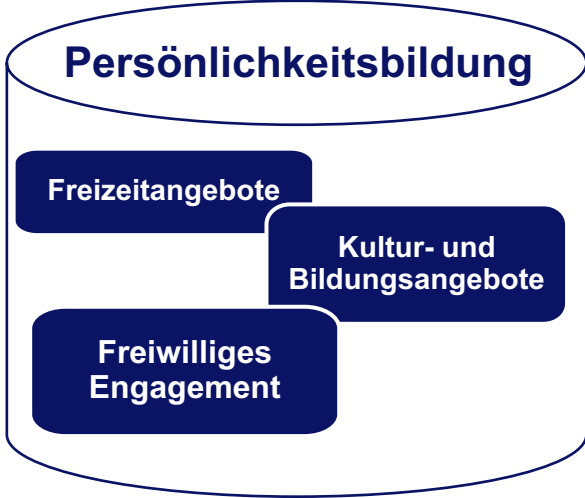 Persönlichkeitsbildung
Freizeitangebote
Kultur- und
Bildungsangebote
Freiwilliges
Engagement